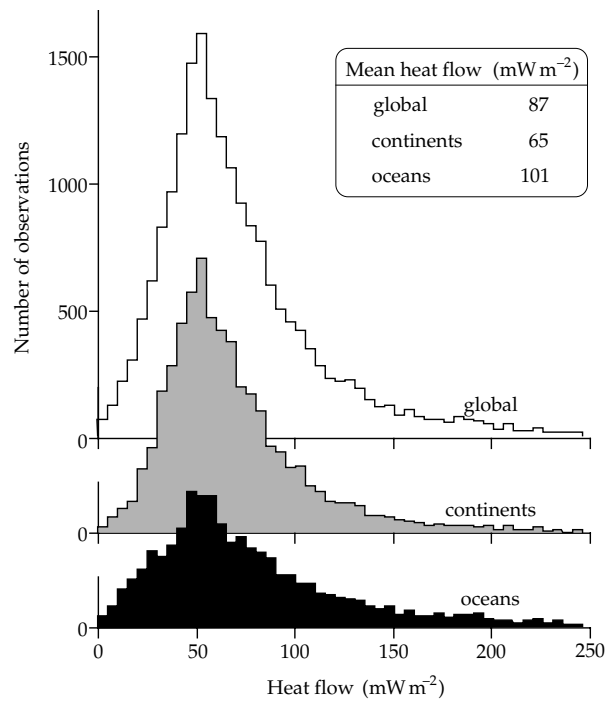 1500
1000
500
0
0
0
Number of observations
Mean heat flow (mW m–2)
global 87
continents 65
oceans 101
global
continents
oceans
0 50 100 150 200 250
Heat flow (mW m–2)